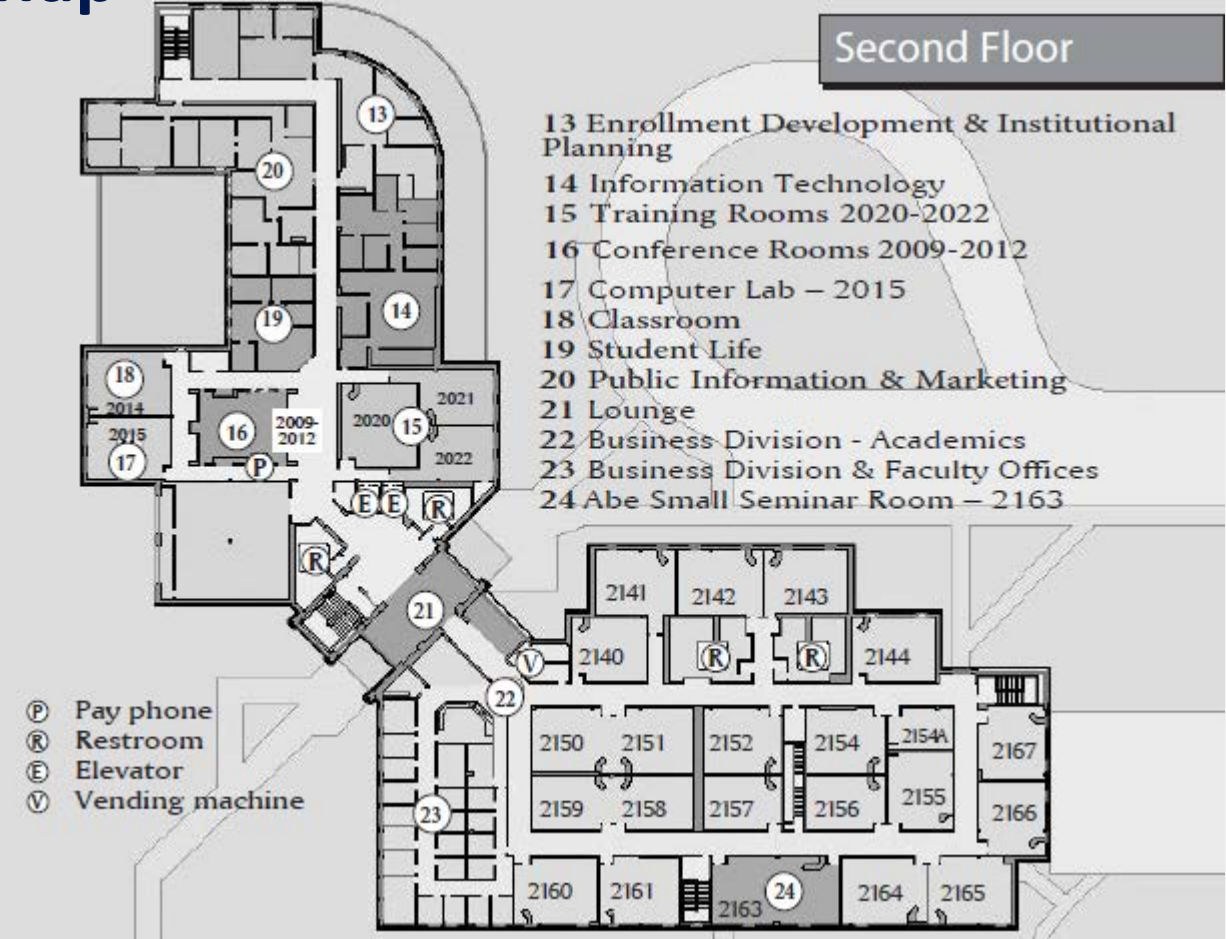 Second Floor
13 Enrollment Development & Institutional
Planning
14 Information Technology
15 Training Rooms 2020-2022
16 Conference Rooms 2009-2012
17 Computer Lab – 2015
18 Classroom
19 Student Life
20 Public Information & Marketing
21 Lounge
22 Business Division - Academics
23 Business Division & Faculty Offices
24 Abe Small Seminar Room – 2163
13
20
14
19
18
2014
2015
17
16
2009-
2012
P
2020
15
2021
2022
E E R
R
21
V
22
2141 2142 2143
2140 R R 2144
2150 2151 2152 2154 2154A 2167
2159 2158 2157 2156 2155 2166
23
2160 2161 2163 24 2164 2165
P Pay phone
R Restroom
E Elevator
V Vending machine